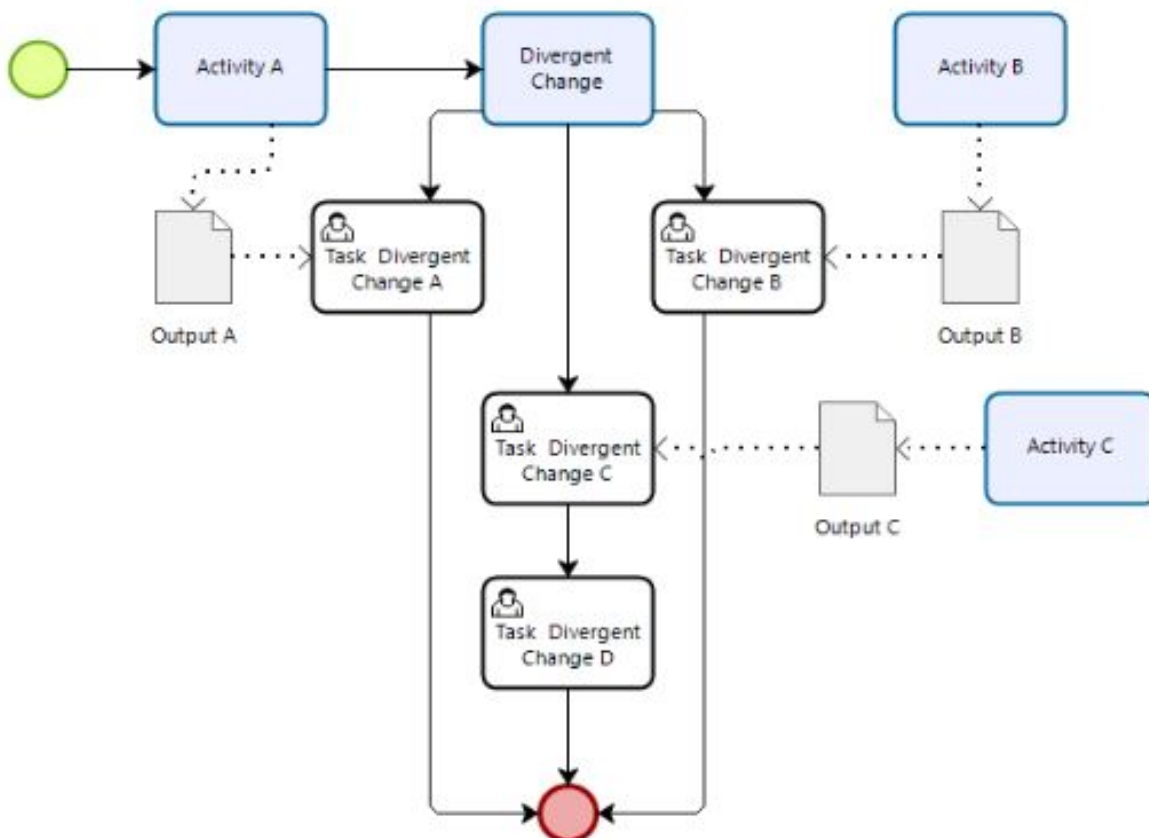 Activity A
Divergent
Change
Activity B
Task Divergent
Change A
Task Divergent
Change B
Output A
Output B
Task Divergent
Change C
Activity C
Output C
Task Divergent
Change D